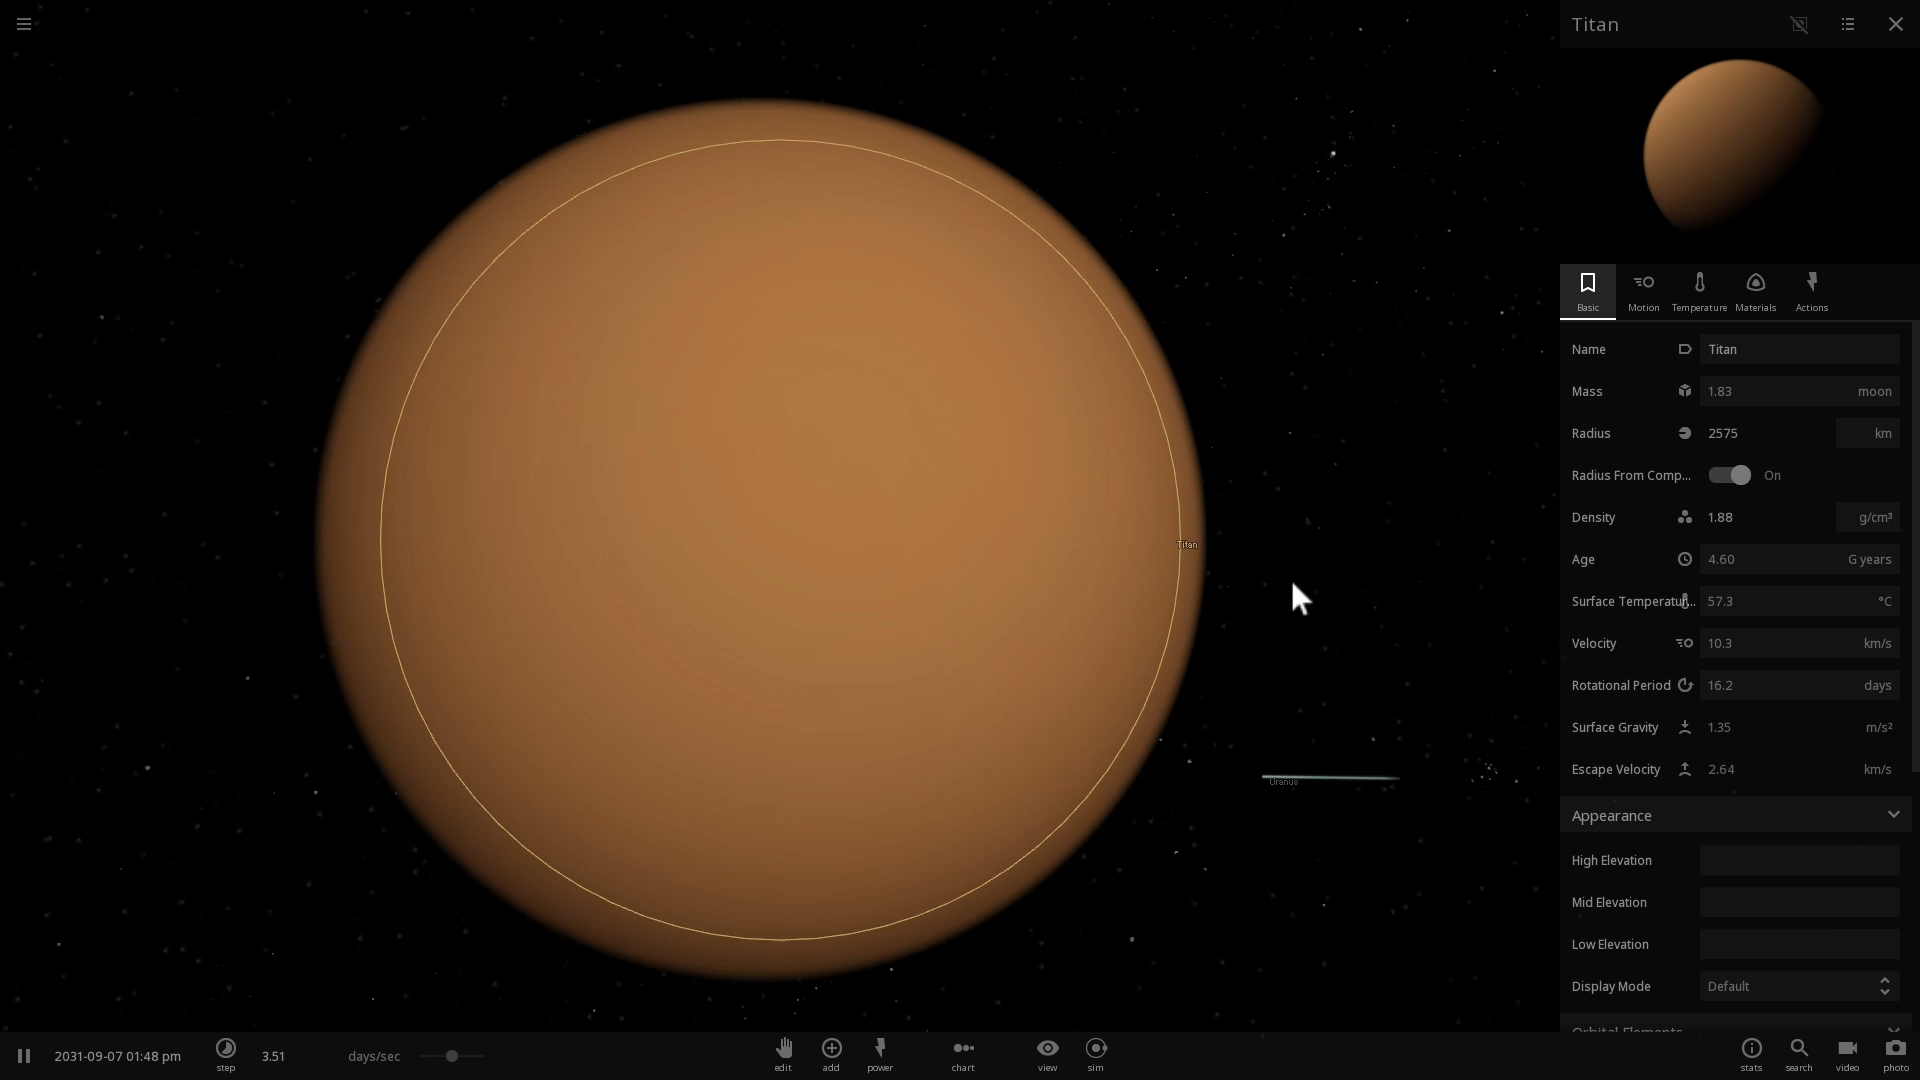 Titan
Basic
Motion
Temperature
Materials
Actions
Name Titan
Mass 1.83 moon
Radius 2575 km
Radius From Comp... On
Density 1.88 g/cm³
Age 4.60 G years
Surface Temperatur... 57.3 °C
Velocity 10.3 km/s
Rotational Period 16.2 days
Surface Gravity 1.35 m/s²
Escape Velocity 2.64 km/s
Appearance
High Elevation
Mid Elevation
Low Elevation
Display Mode Default
Orbital Elements
Titan
Uranus
2031-09-07 01:48 pm
step
3.51 days/sec
edit
add
power
chart
view
sim
stats
search
video
photo